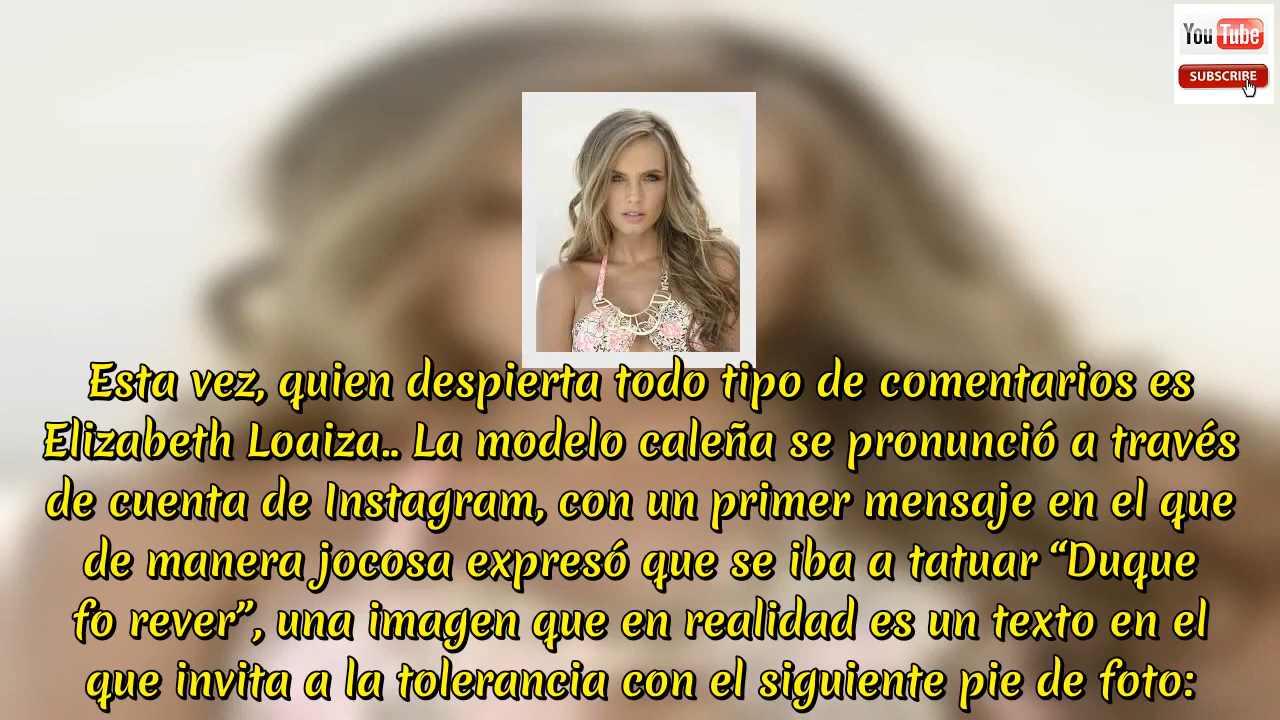 You Tube
SUBSCRIBE
Esta vez, quien despierta todo tipo de comentarios es
Elizabeth Loaiza.. La modelo caleña se pronunció a través
de cuenta de Instagram, con un primer mensaje en el que
de manera jocosa expresó que se iba a tatuar “Duque
fo rever”, una imagen que en realidad es un texto en el
que invita a la tolerancia con el siguiente pie de foto: